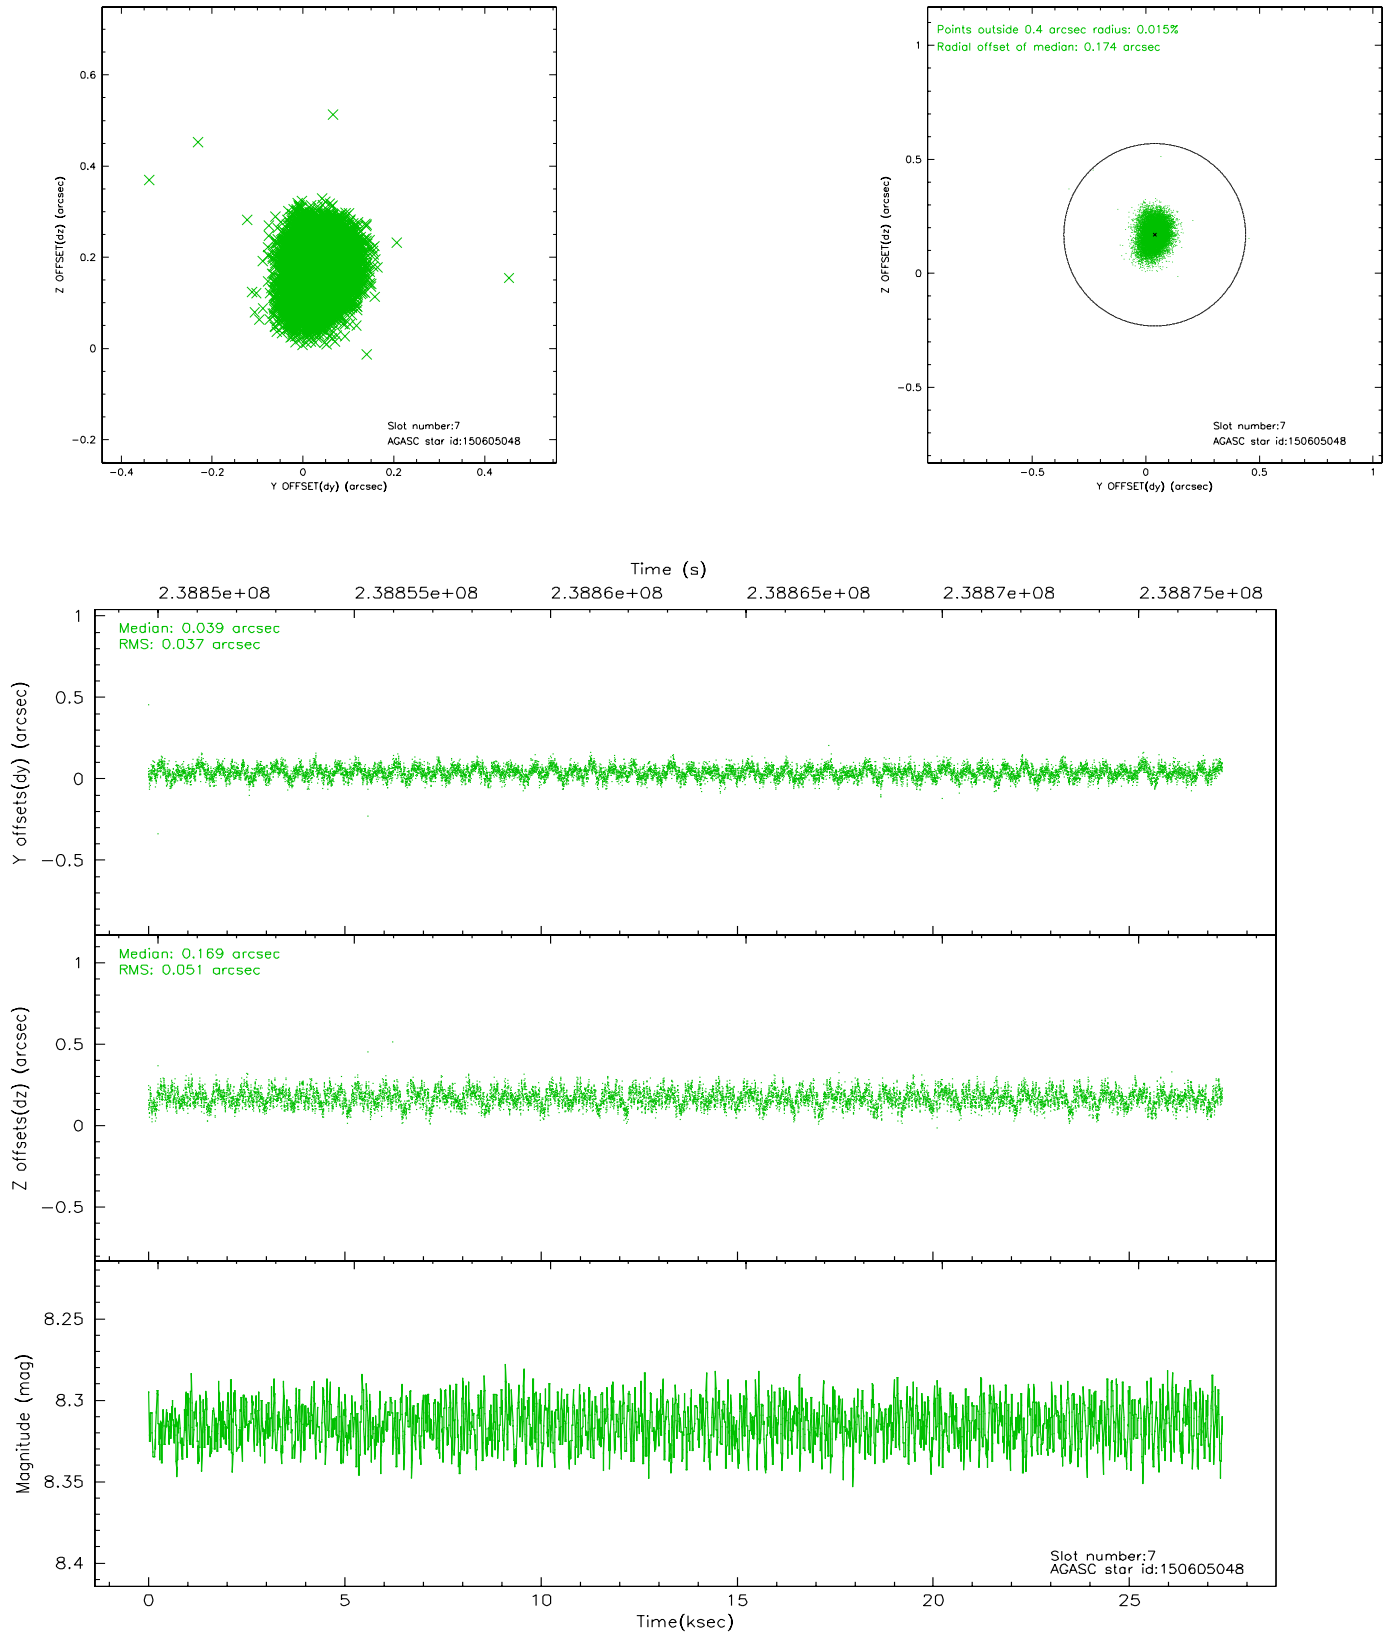 0.6
0.4
0.2
0
−0.2
Z OFFSET(dz) (arcsec)
−0.4 −0.2 0 0.2 0.4
Y OFFSET(dy) (arcsec)
Slot number:7
AGASC star id:150605048
Points outside 0.4 arcsec radius: 0.015%
Radial offset of median: 0.174 arcsec
1
0.5
0
−0.5
Z OFFSET(dz) (arcsec)
−0.5 0 0.5 1
Y OFFSET(dy) (arcsec)
Slot number:7
AGASC star id:150605048
Time (s)
2.3885e+08 2.38855e+08 2.3886e+08 2.38865e+08 2.3887e+08 2.38875e+08
Median: 0.039 arcsec
RMS: 0.037 arcsec
1
0.5
0
−0.5
Y offsets(dy) (arcsec)
Median: 0.169 arcsec
RMS: 0.051 arcsec
1
0.5
0
−0.5
Z offsets(dz) (arcsec)
8.25
8.3
8.35
8.4
Magnitude (mag)
Slot number:7
AGASC star id:150605048
0 5 10 15 20 25
Time(ksec)